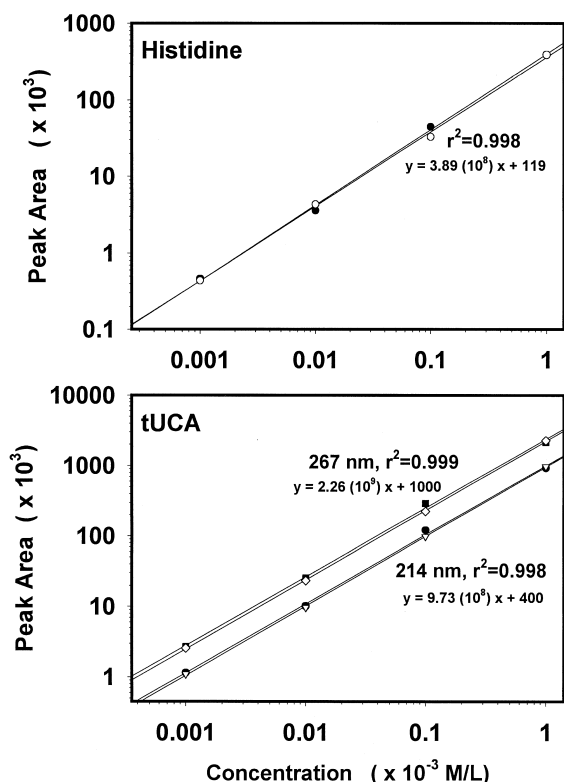 Histidine
Peak Area ( x 10³)
1000
100
10
1
0.1
r²=0.998
y = 3.89 (10⁸) x + 119
0.001 0.01 0.1 1
tUCA
Peak Area ( x 10³)
10000
1000
100
10
1
267 nm, r²=0.999
y = 2.26 (10⁹) x + 1000
214 nm, r²=0.998
y = 9.73 (10⁸) x + 400
0.001 0.01 0.1 1
Concentration ( x 10⁻³ M/L)